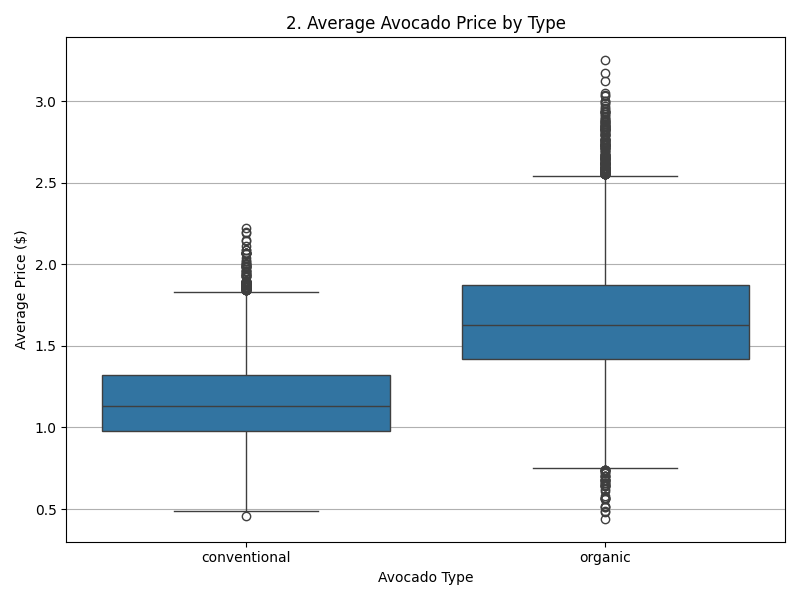 2. Average Avocado Price by Type
Average Price ($)
3.0
2.5
2.0
1.5
1.0
0.5
conventional
organic
Avocado Type